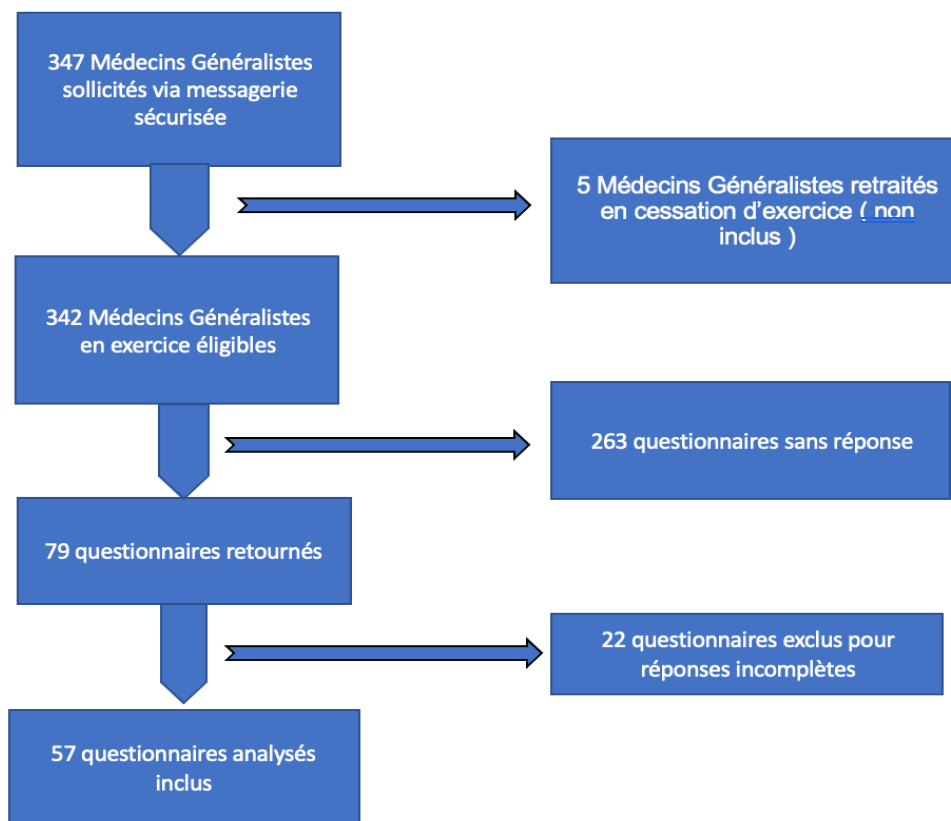 347 Médecins Généralistes
sollicités via messagerie
sécurisée
5 Médecins Généralistes retraités
en cessation d'exercice ( non
inclus )
342 Médecins Généralistes
en exercice éligibles
263 questionnaires sans réponse
79 questionnaires retournés
22 questionnaires exclus pour
réponses incomplètes
57 questionnaires analysés
inclus